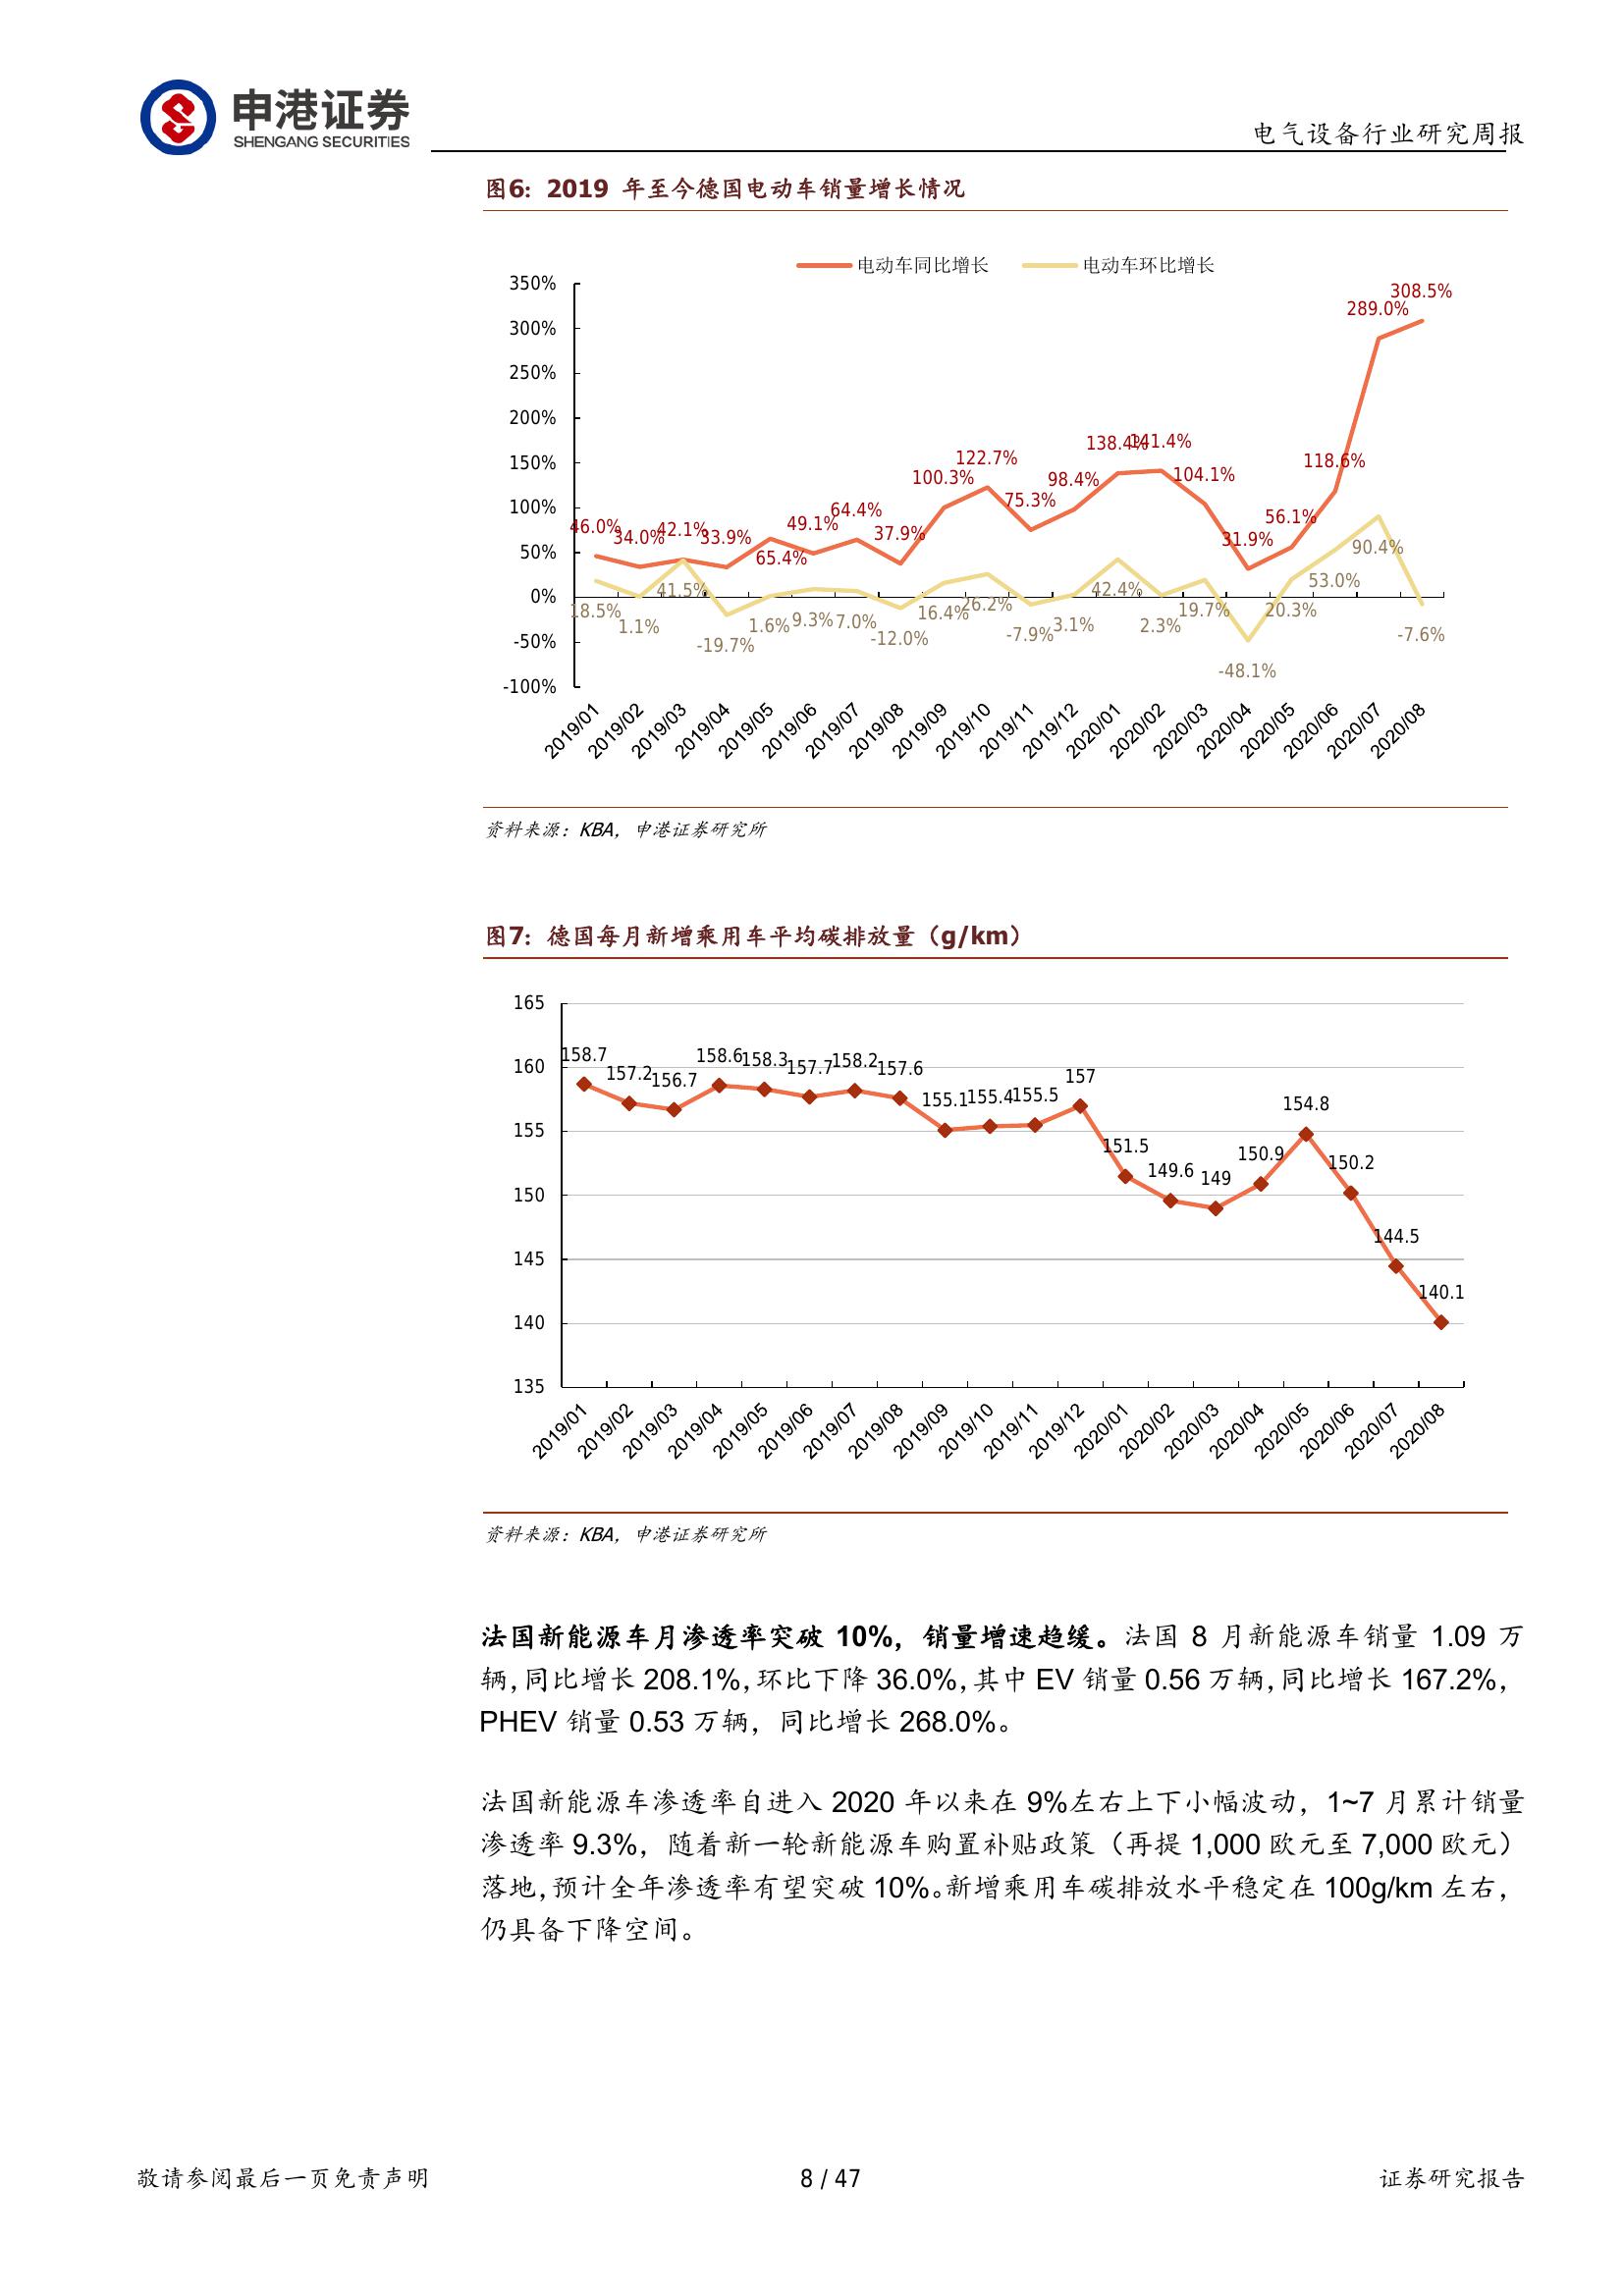 申港证券
SHENGANG SECURITIES
电气设备行业研究周报
图6：2019 年至今德国电动车销量增长情况
电动车同比增长 电动车环比增长
350%
300%
250%
200%
150%
100%
50%
0%
-50%
-100%
46.0% 34.0% 42.1% 33.9% 65.4% 49.1% 64.4% 37.9% 100.3% 122.7% 75.3% 98.4% 138.4% 141.4% 104.1% 31.9% 56.1% 118.6% 289.0% 308.5%
18.5% 1.1% 41.5% -19.7% 1.6% 9.3% 7.0% -12.0% 16.4% 26.2% -7.9% 3.1% 42.4% 2.3% 19.7% -48.1% 20.3% 53.0% 90.4% -7.6%
2019/01 2019/02 2019/03 2019/04 2019/05 2019/06 2019/07 2019/08 2019/09 2019/10 2019/11 2019/12 2020/01 2020/02 2020/03 2020/04 2020/05 2020/06 2020/07 2020/08
资料来源：KBA，申港证券研究所
图7：德国每月新增乘用车平均碳排放量（g/km）
165
160
155
150
145
140
135
158.7 157.2 156.7 158.6 158.3 157.7 158.2 157.6 155.1 155.4 155.5 157 151.5 149.6 149 150.9 154.8 150.2 144.5 140.1
2019/01 2019/02 2019/03 2019/04 2019/05 2019/06 2019/07 2019/08 2019/09 2019/10 2019/11 2019/12 2020/01 2020/02 2020/03 2020/04 2020/05 2020/06 2020/07 2020/08
资料来源：KBA，申港证券研究所
法国新能源车月渗透率突破 10%，销量增速趋缓。法国 8 月新能源车销量 1.09 万
辆，同比增长 208.1%，环比下降 36.0%，其中 EV 销量 0.56 万辆，同比增长 167.2%，
PHEV 销量 0.53 万辆，同比增长 268.0%。
法国新能源车渗透率自进入 2020 年以来在 9%左右上下小幅波动，1~7 月累计销量
渗透率 9.3%，随着新一轮新能源车购置补贴政策（再提 1,000 欧元至 7,000 欧元）
落地，预计全年渗透率有望突破 10%。新增乘用车碳排放水平稳定在 100g/km 左右，
仍具备下降空间。
敬请参阅最后一页免责声明
8 / 47
证券研究报告